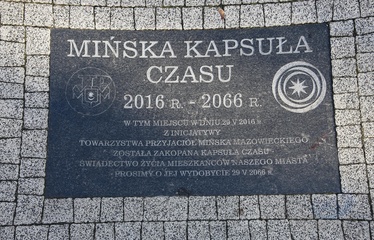 MIŃSKA KAPSUŁA
CZASU
2016 R. - 2066 R.
W TYM MIEJSCU W DNIU 29 V 2016 R.
Z INICJATYWY
TOWARZYSTWA PRZYJACIÓŁ MIŃSKA MAZOWIECKIEGO
ZOSTAŁA ZAKOPANA KAPSUŁA CZASU -
ŚWIADECTWO ŻYCIA MIESZKAŃCÓW NASZEGO MIASTA
PROSIMY O JEJ WYDOBYCIE 29 V 2066 R.